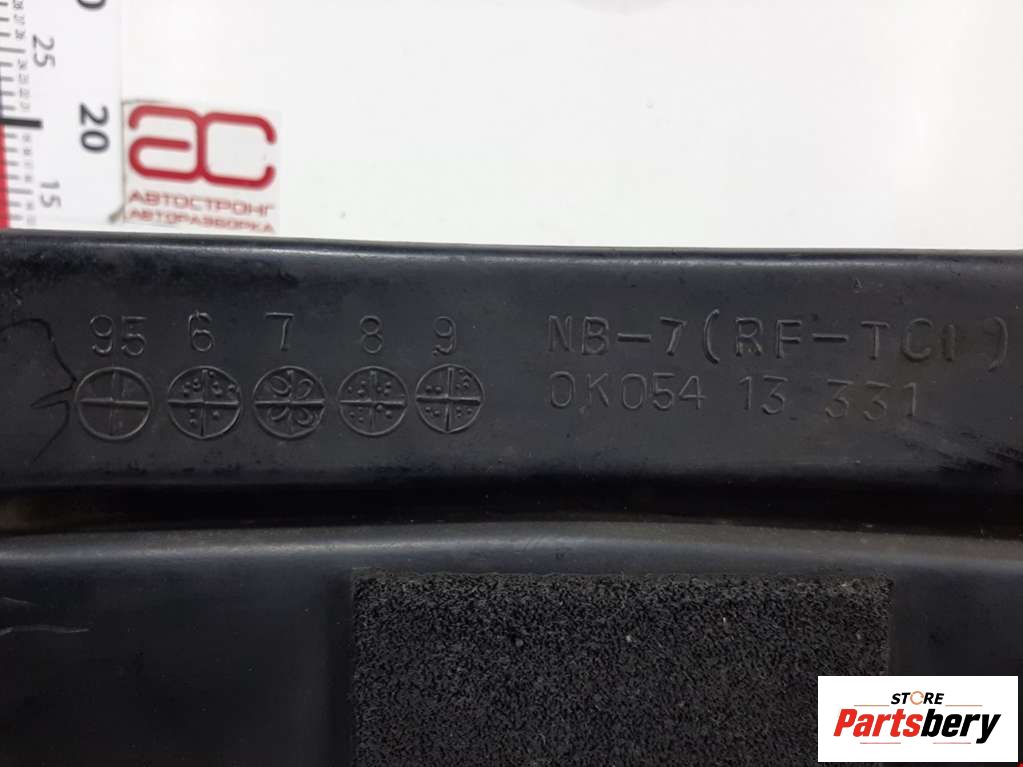 25
20
15
АВТОСТРОНГ
АВТОРАЗБОРКА
95 6 7 8 9
NB-7(RF-TCI)
0K054 13 331
STORE
Partsbery